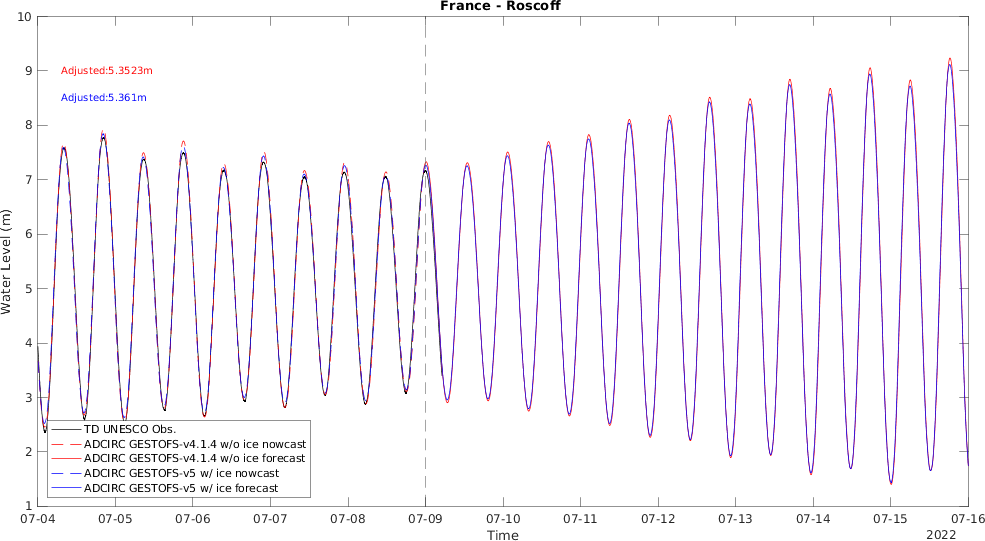 France - Roscoff
10
9
8
7
6
5
4
3
2
1
Water Level (m)
Adjusted:5.3523m
Adjusted:5.361m
TD UNESCO Obs.
ADCIRC GESTOFS-v4.1.4 w/o ice nowcast
ADCIRC GESTOFS-v4.1.4 w/o ice forecast
ADCIRC GESTOFS-v5 w/ ice nowcast
ADCIRC GESTOFS-v5 w/ ice forecast
07-04 07-05 07-06 07-07 07-08 07-09 07-10 07-11 07-12 07-13 07-14 07-15 07-16
Time
2022